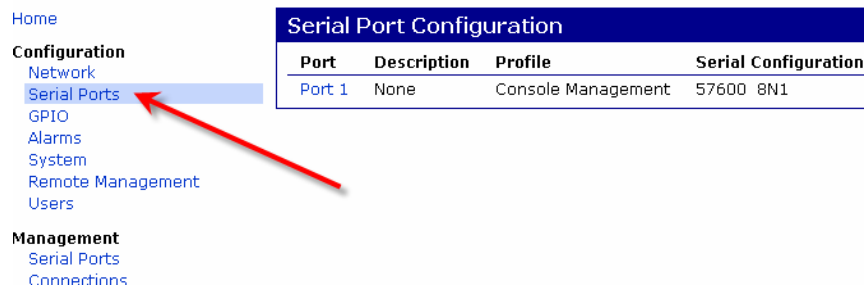 Home
Configuration
Network
Serial Ports
GPIO
Alarms
System
Remote Management
Users
Management
Serial Ports
Connections
Serial Port Configuration
Port Description Profile Serial Configuration
Port 1 None Console Management 57600 8N1